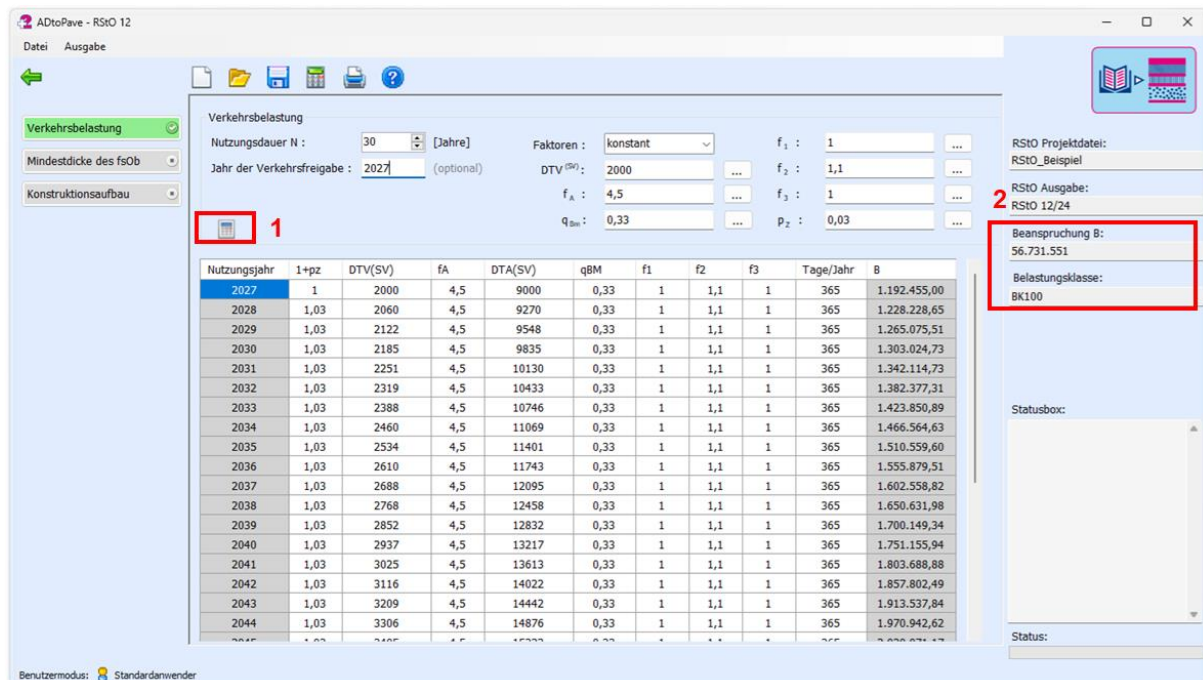 ADtoPave - RStO 12
Datei Ausgabe
Verkehrsbelastung
Mindestdicke des fsOb
Konstruktionsaufbau
Verkehrsbelastung
Nutzungsdauer N : 30 [Jahre]
Jahr der Verkehrsfreigabe : 2027 (optional)
Faktoren : konstant
DTV (SV) : 2000 ...
f A : 4,5 ...
q Bm : 0,33 ...
f 1 : 1 ...
f 2 : 1,1 ...
f 3 : 1 ...
p Z : 0,03 ...
1
Nutzungsjahr 1+pz DTV(SV) fA DTA(SV) qBM f1 f2 f3 Tage/Jahr B
2027 1 2000 4,5 9000 0,33 1 1,1 1 365 1.192.455,00
2028 1,03 2060 4,5 9270 0,33 1 1,1 1 365 1.228.228,65
2029 1,03 2122 4,5 9548 0,33 1 1,1 1 365 1.265.075,51
2030 1,03 2185 4,5 9835 0,33 1 1,1 1 365 1.303.024,73
2031 1,03 2251 4,5 10130 0,33 1 1,1 1 365 1.342.114,73
2032 1,03 2319 4,5 10433 0,33 1 1,1 1 365 1.382.377,31
2033 1,03 2388 4,5 10746 0,33 1 1,1 1 365 1.423.850,89
2034 1,03 2460 4,5 11069 0,33 1 1,1 1 365 1.466.564,63
2035 1,03 2534 4,5 11401 0,33 1 1,1 1 365 1.510.559,60
2036 1,03 2610 4,5 11743 0,33 1 1,1 1 365 1.555.879,51
2037 1,03 2688 4,5 12095 0,33 1 1,1 1 365 1.602.558,82
2038 1,03 2768 4,5 12458 0,33 1 1,1 1 365 1.650.631,98
2039 1,03 2852 4,5 12832 0,33 1 1,1 1 365 1.700.149,34
2040 1,03 2937 4,5 13217 0,33 1 1,1 1 365 1.751.155,94
2041 1,03 3025 4,5 13613 0,33 1 1,1 1 365 1.803.688,88
2042 1,03 3116 4,5 14022 0,33 1 1,1 1 365 1.857.802,49
2043 1,03 3209 4,5 14442 0,33 1 1,1 1 365 1.913.537,84
2044 1,03 3306 4,5 14876 0,33 1 1,1 1 365 1.970.942,62
RStO Projektdatei:
RStO_Beispiel
RStO Ausgabe:
2 RStO 12/24
Beanspruchung B:
56.731.551
Belastungsklasse:
BK100
Statusbox:
Status:
Benutzermodus: Standardanwender